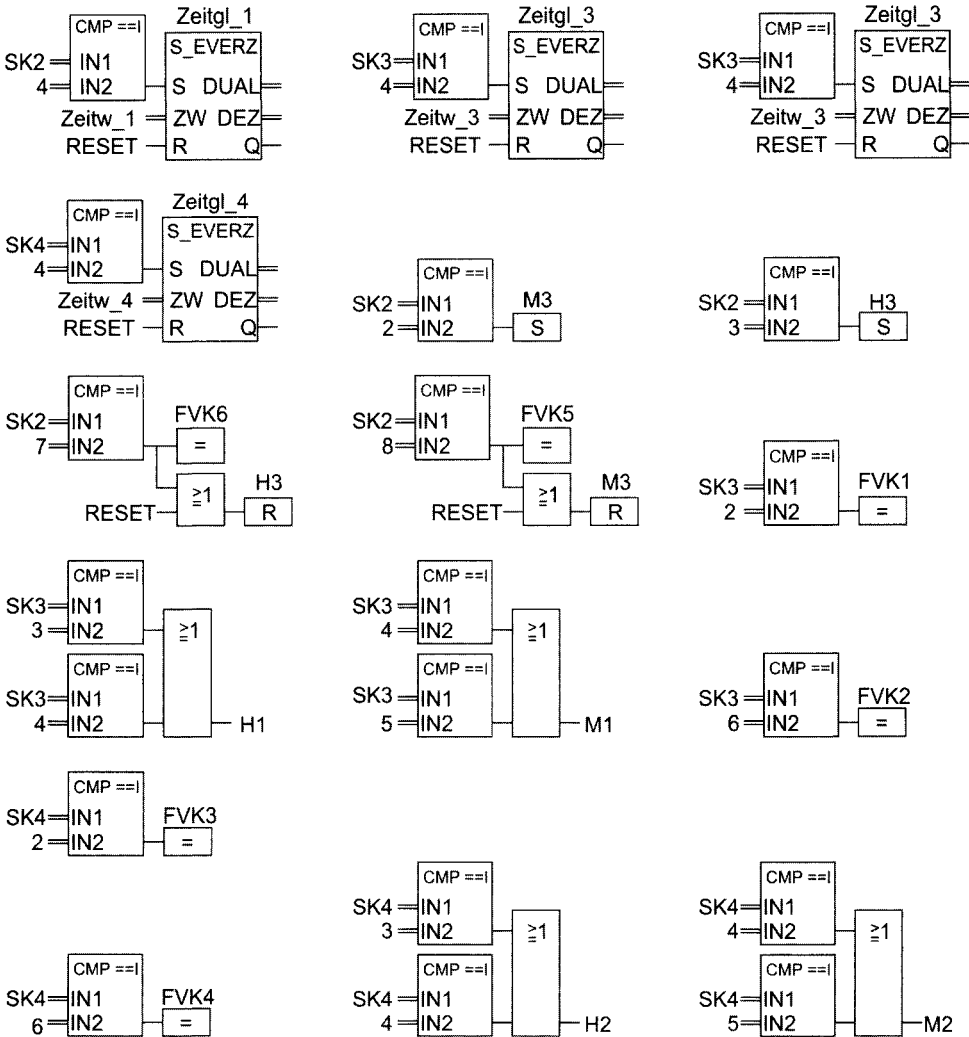 Zeitgl_1
CMP ==I
S_EVERZ
SK2 IN1
4 IN2
S DUAL
Zeitw_1 ZW DEZ
RESET R Q
Zeitgl_3
CMP ==I
S_EVERZ
SK3 IN1
4 IN2
S DUAL
Zeitw_3 ZW DEZ
RESET R Q
Zeitgl_3
CMP ==I
S_EVERZ
SK3 IN1
4 IN2
S DUAL
Zeitw_3 ZW DEZ
RESET R Q
Zeitgl_4
CMP ==I
S_EVERZ
SK4 IN1
4 IN2
S DUAL
Zeitw_4 ZW DEZ
RESET R Q
CMP ==I
SK2 IN1
2 IN2
M3
S
CMP ==I
SK2 IN1
3 IN2
H3
S
CMP ==I
SK2 IN1
7 IN2
FVK6
=
≥1
RESET
H3
R
CMP ==I
SK2 IN1
8 IN2
FVK5
=
≥1
RESET
M3
R
CMP ==I
SK3 IN1
2 IN2
FVK1
=
CMP ==I
SK3 IN1
3 IN2
≥1
CMP ==I
SK3 IN1
4 IN2
H1
CMP ==I
SK3 IN1
4 IN2
≥1
CMP ==I
SK3 IN1
5 IN2
M1
CMP ==I
SK3 IN1
6 IN2
FVK2
=
CMP ==I
SK4 IN1
2 IN2
FVK3
=
CMP ==I
SK4 IN1
6 IN2
FVK4
=
CMP ==I
SK4 IN1
3 IN2
≥1
CMP ==I
SK4 IN1
4 IN2
H2
CMP ==I
SK4 IN1
4 IN2
≥1
CMP ==I
SK4 IN1
5 IN2
M2